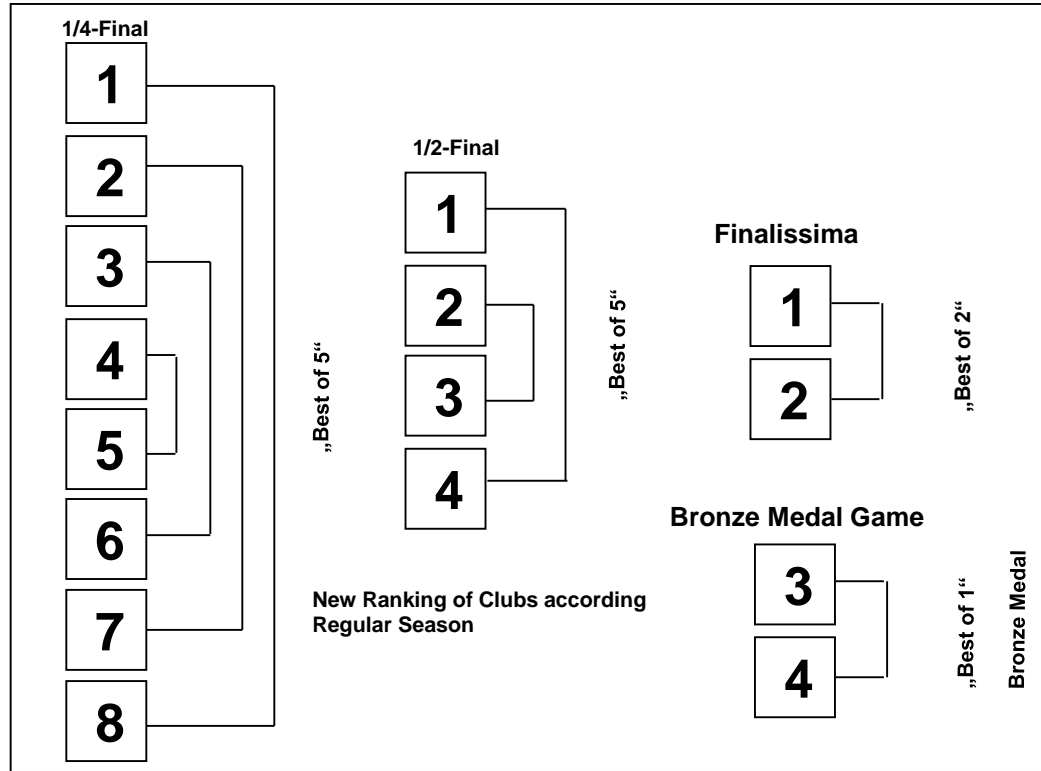 1/4-Final
1
2
3
4
5
6
7
8
„Best of 5“
1/2-Final
1
2
3
4
„Best of 5“
New Ranking of Clubs according
Regular Season
Finalissima
1
2
„Best of 2“
Bronze Medal Game
3
4
„Best of 1“
Bronze Medal